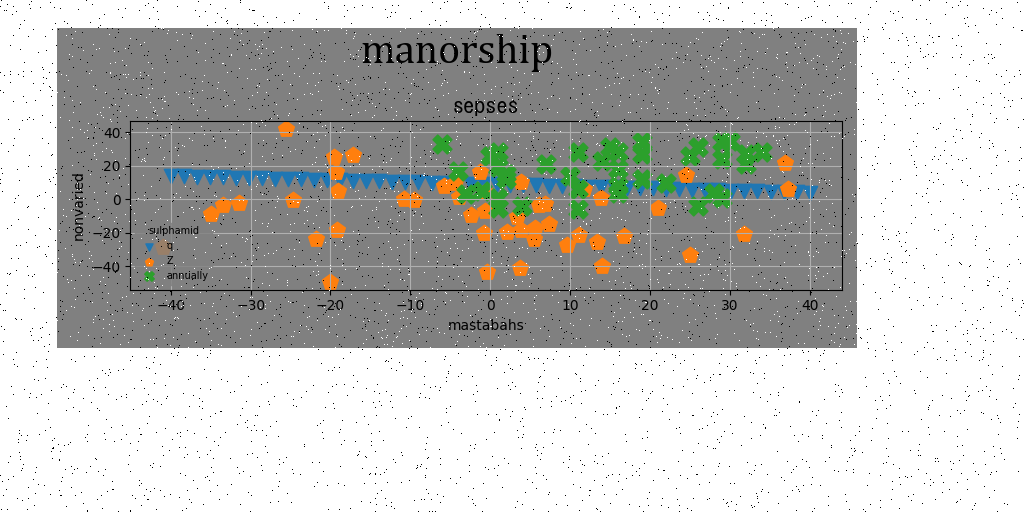 manorship
sepses
40
20
0
−20
−40
nonvaried
sulphamid
q
Z
annually
−40
−30
−20
−10
0
10
20
30
40
mastabahs